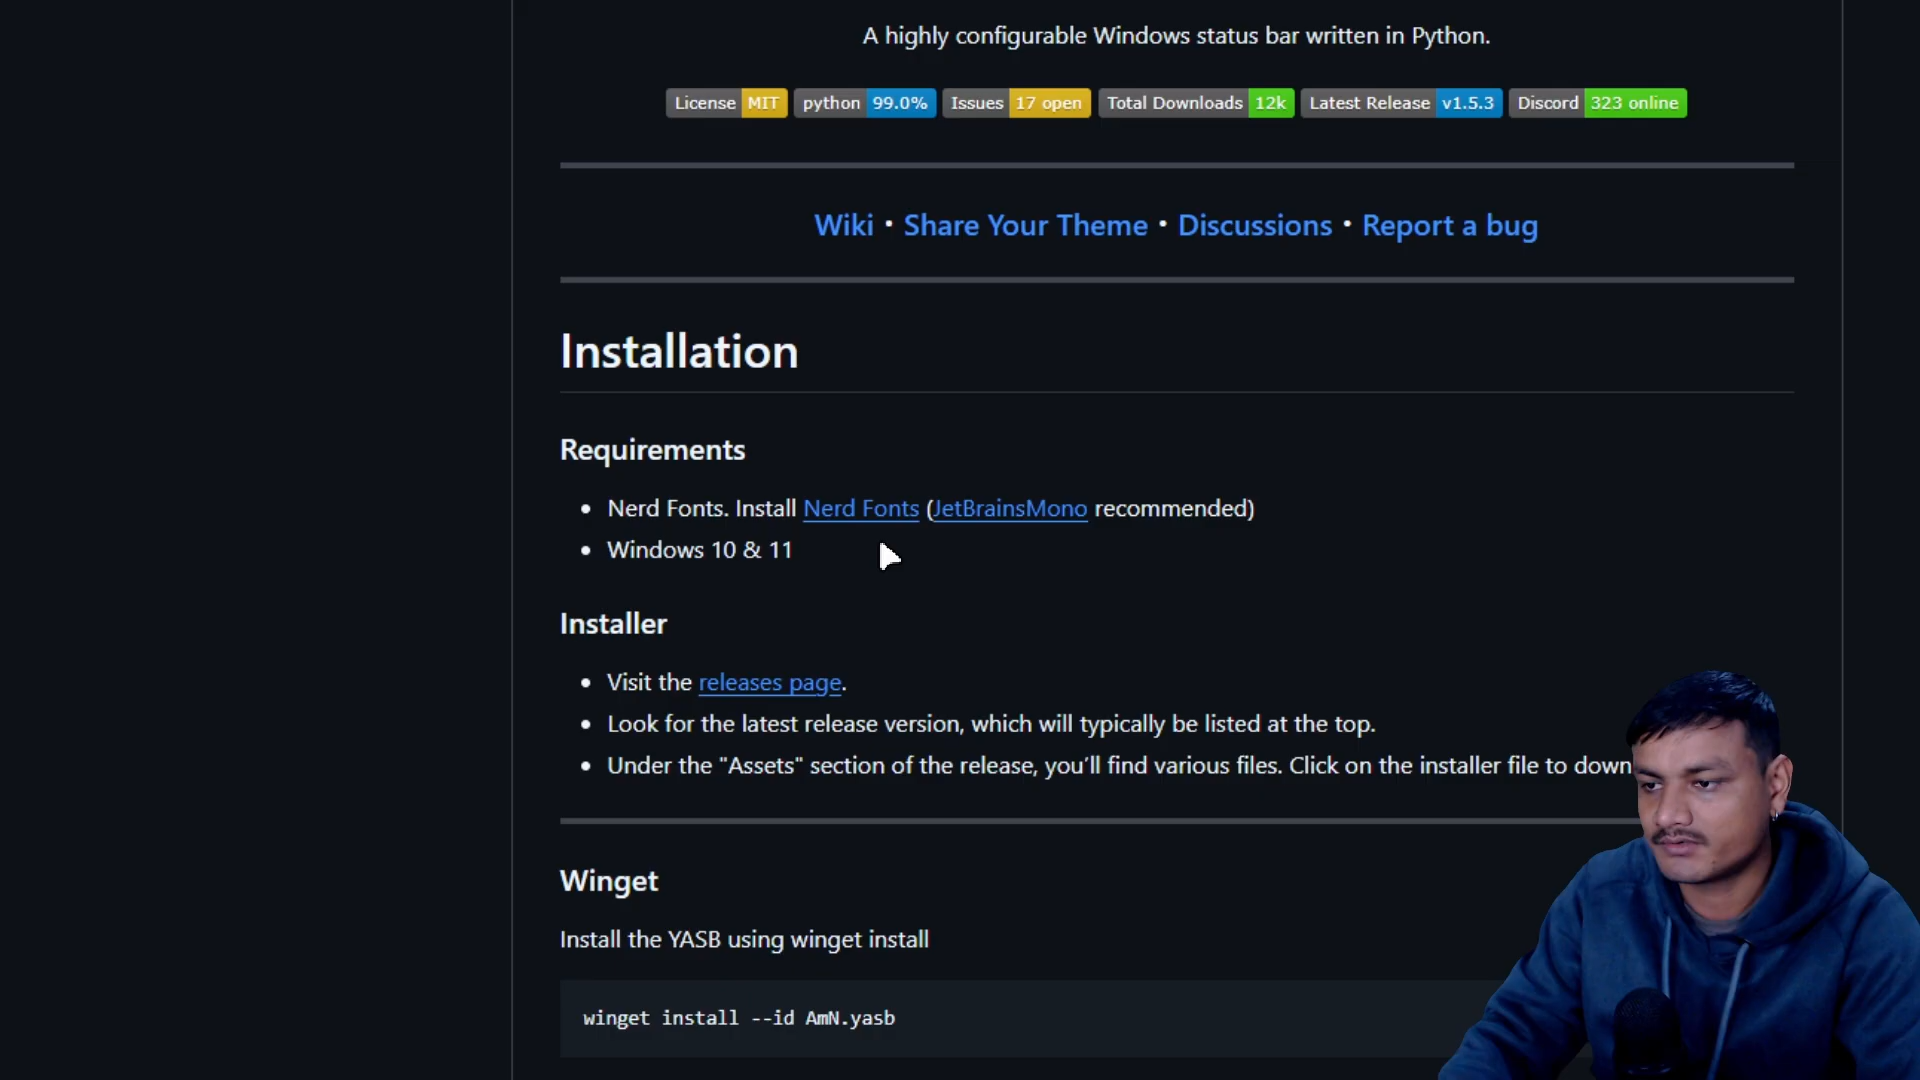 A highly configurable Windows status bar written in Python.
License MIT python 99.0% Issues 17 open Total Downloads 12k Latest Release v1.5.3 Discord 323 online
Wiki • Share Your Theme • Discussions • Report a bug
Installation
Requirements
• Nerd Fonts. Install Nerd Fonts (JetBrainsMono recommended)
• Windows 10 & 11
Installer
• Visit the releases page.
• Look for the latest release version, which will typically be listed at the top.
• Under the "Assets" section of the release, you’ll find various files. Click on the installer file to down
Winget
Install the YASB using winget install
winget install --id AmN.yasb